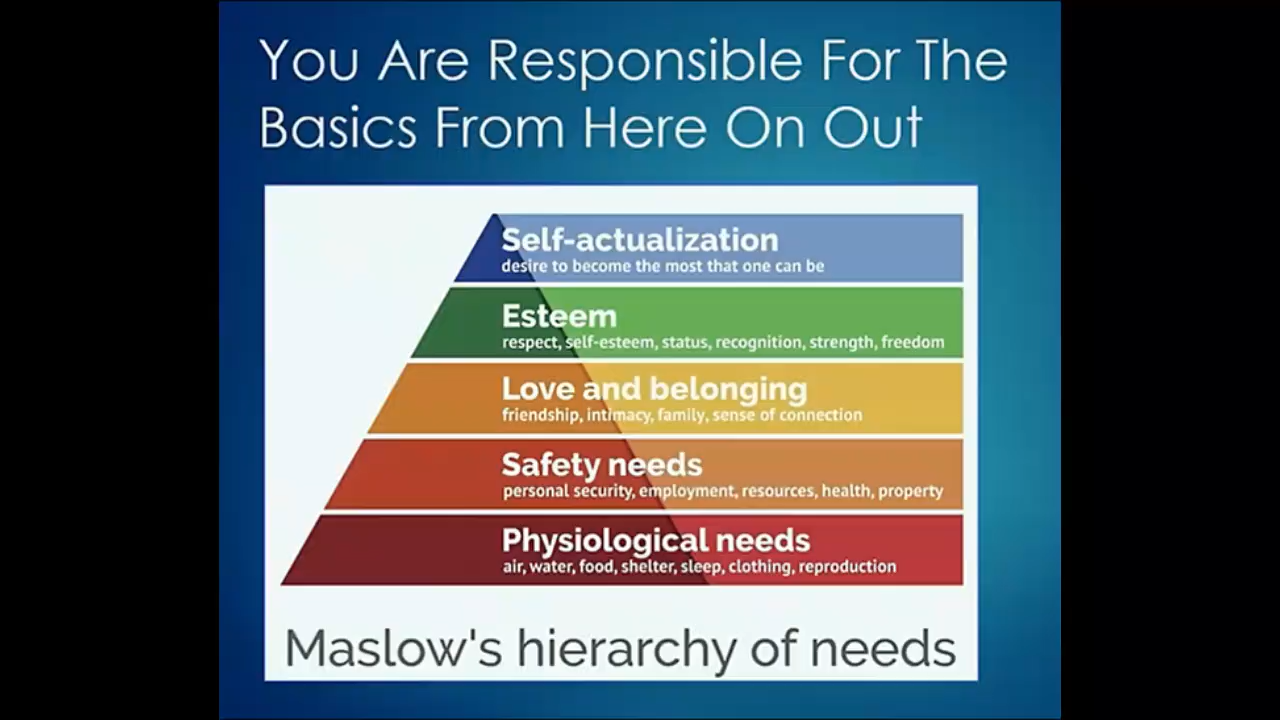 You Are Responsible For The
Basics From Here On Out
Self-actualization
desire to become the most that one can be
Esteem
respect, self-esteem, status, recognition, strength, freedom
Love and belonging
friendship, intimacy, family, sense of connection
Safety needs
personal security, employment, resources, health, property
Physiological needs
air, water, food, shelter, sleep, clothing, reproduction
Maslow's hierarchy of needs